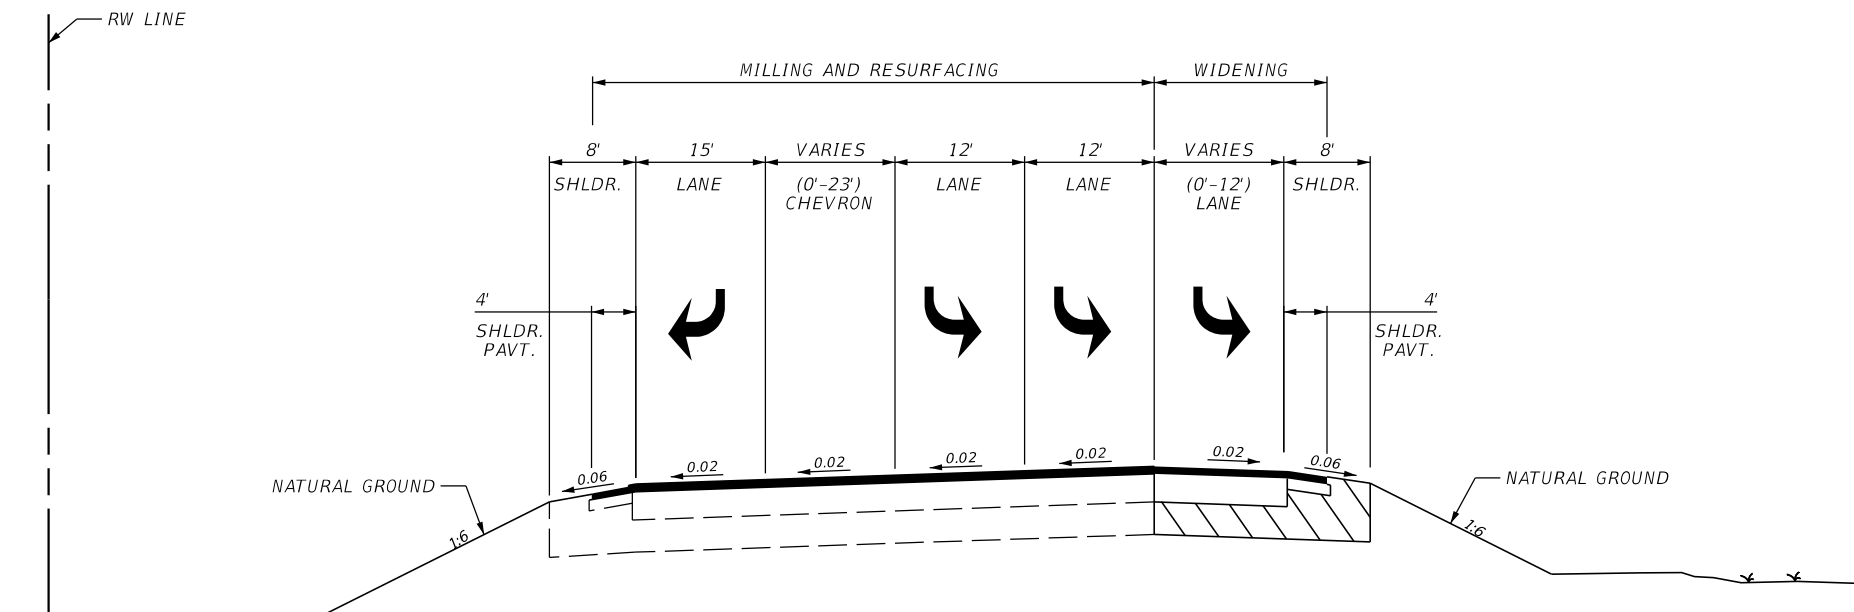 RW LINE
MILLING AND RESURFACING
WIDENING
8'
15'
VARIES
12'
12'
VARIES
8'
SHLDR.
LANE
(0'-23')
CHEVRON
LANE
LANE
(0'-12')
LANE
SHLDR.
4'
SHLDR.
PAVT.
4'
SHLDR.
PAVT.
0.06
0.02
0.02
0.02
0.02
0.02
0.06
NATURAL GROUND
NATURAL GROUND
1:6
1:6